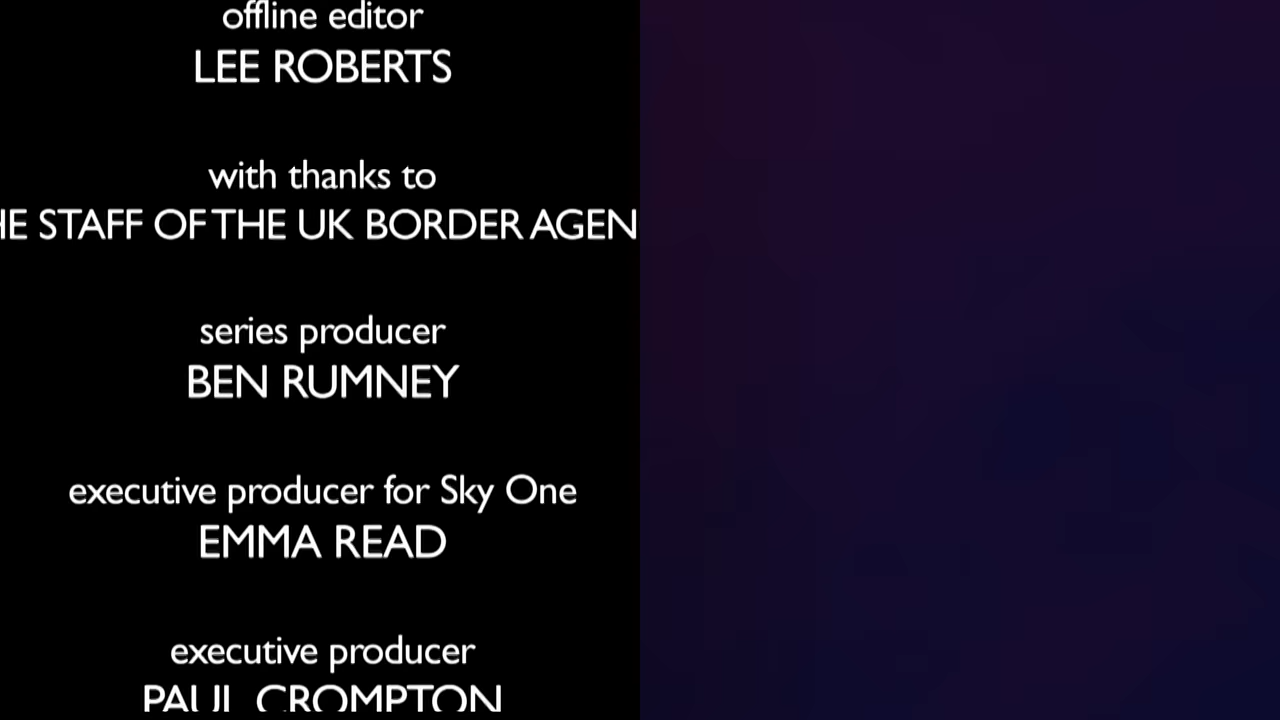 offline editor
LEE ROBERTS
with thanks to
HE STAFF OF THE UK BORDER AGEN
series producer
BEN RUMNEY
executive producer for Sky One
EMMA READ
executive producer
PAUL CROMPTON